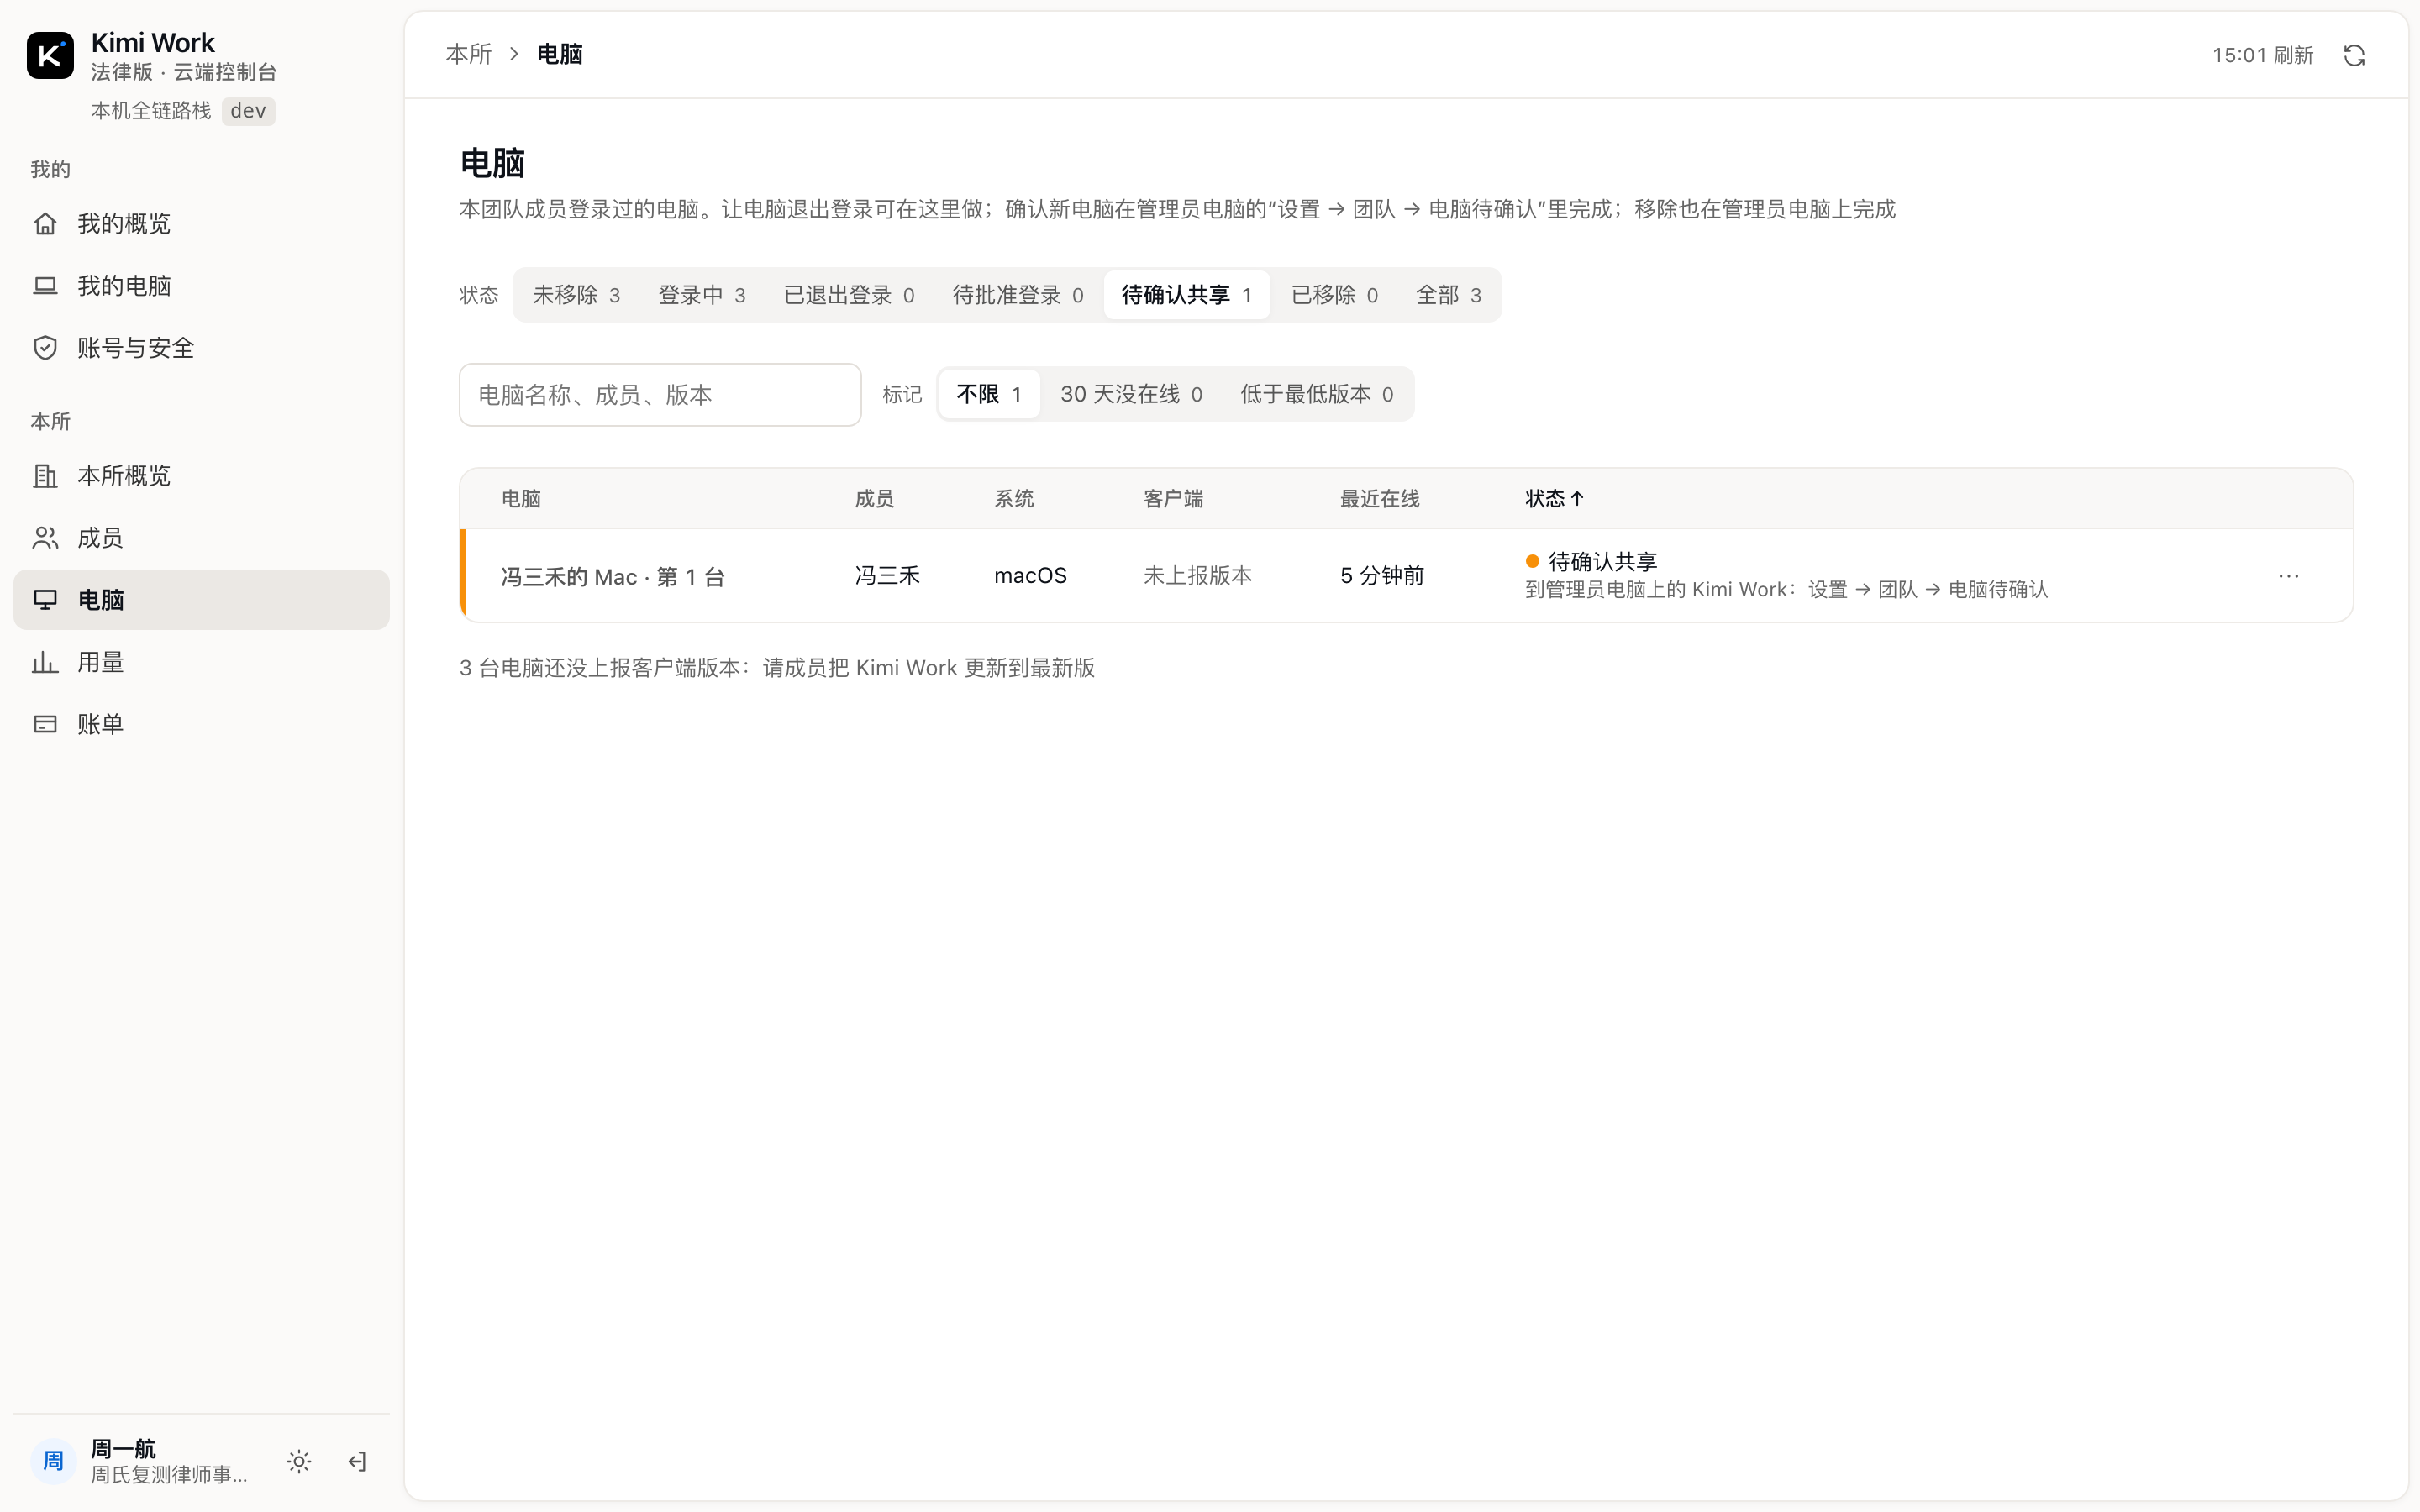 Kimi Work
法律版 · 云端控制台
本机全链路栈 dev
我的
我的概览
我的电脑
账号与安全
本所
本所概览
成员
电脑
用量
账单
周
周一航
周氏复测律师事...
本所 > 电脑
15:01 刷新
电脑
本团队成员登录过的电脑。让电脑退出登录可在这里做；确认新电脑在管理员电脑的“设置 → 团队 → 电脑待确认”里完成；移除也在管理员电脑上完成
状态 未移除 3 登录中 3 已退出登录 0 待批准登录 0 待确认共享 1 已移除 0 全部 3
电脑名称、成员、版本 标记 不限 1 30 天没在线 0 低于最低版本 0
电脑 成员 系统 客户端 最近在线 状态 ↑
冯三禾的 Mac · 第 1 台 冯三禾 macOS 未上报版本 5 分钟前 待确认共享
到管理员电脑上的 Kimi Work：设置 → 团队 → 电脑待确认
3 台电脑还没上报客户端版本：请成员把 Kimi Work 更新到最新版